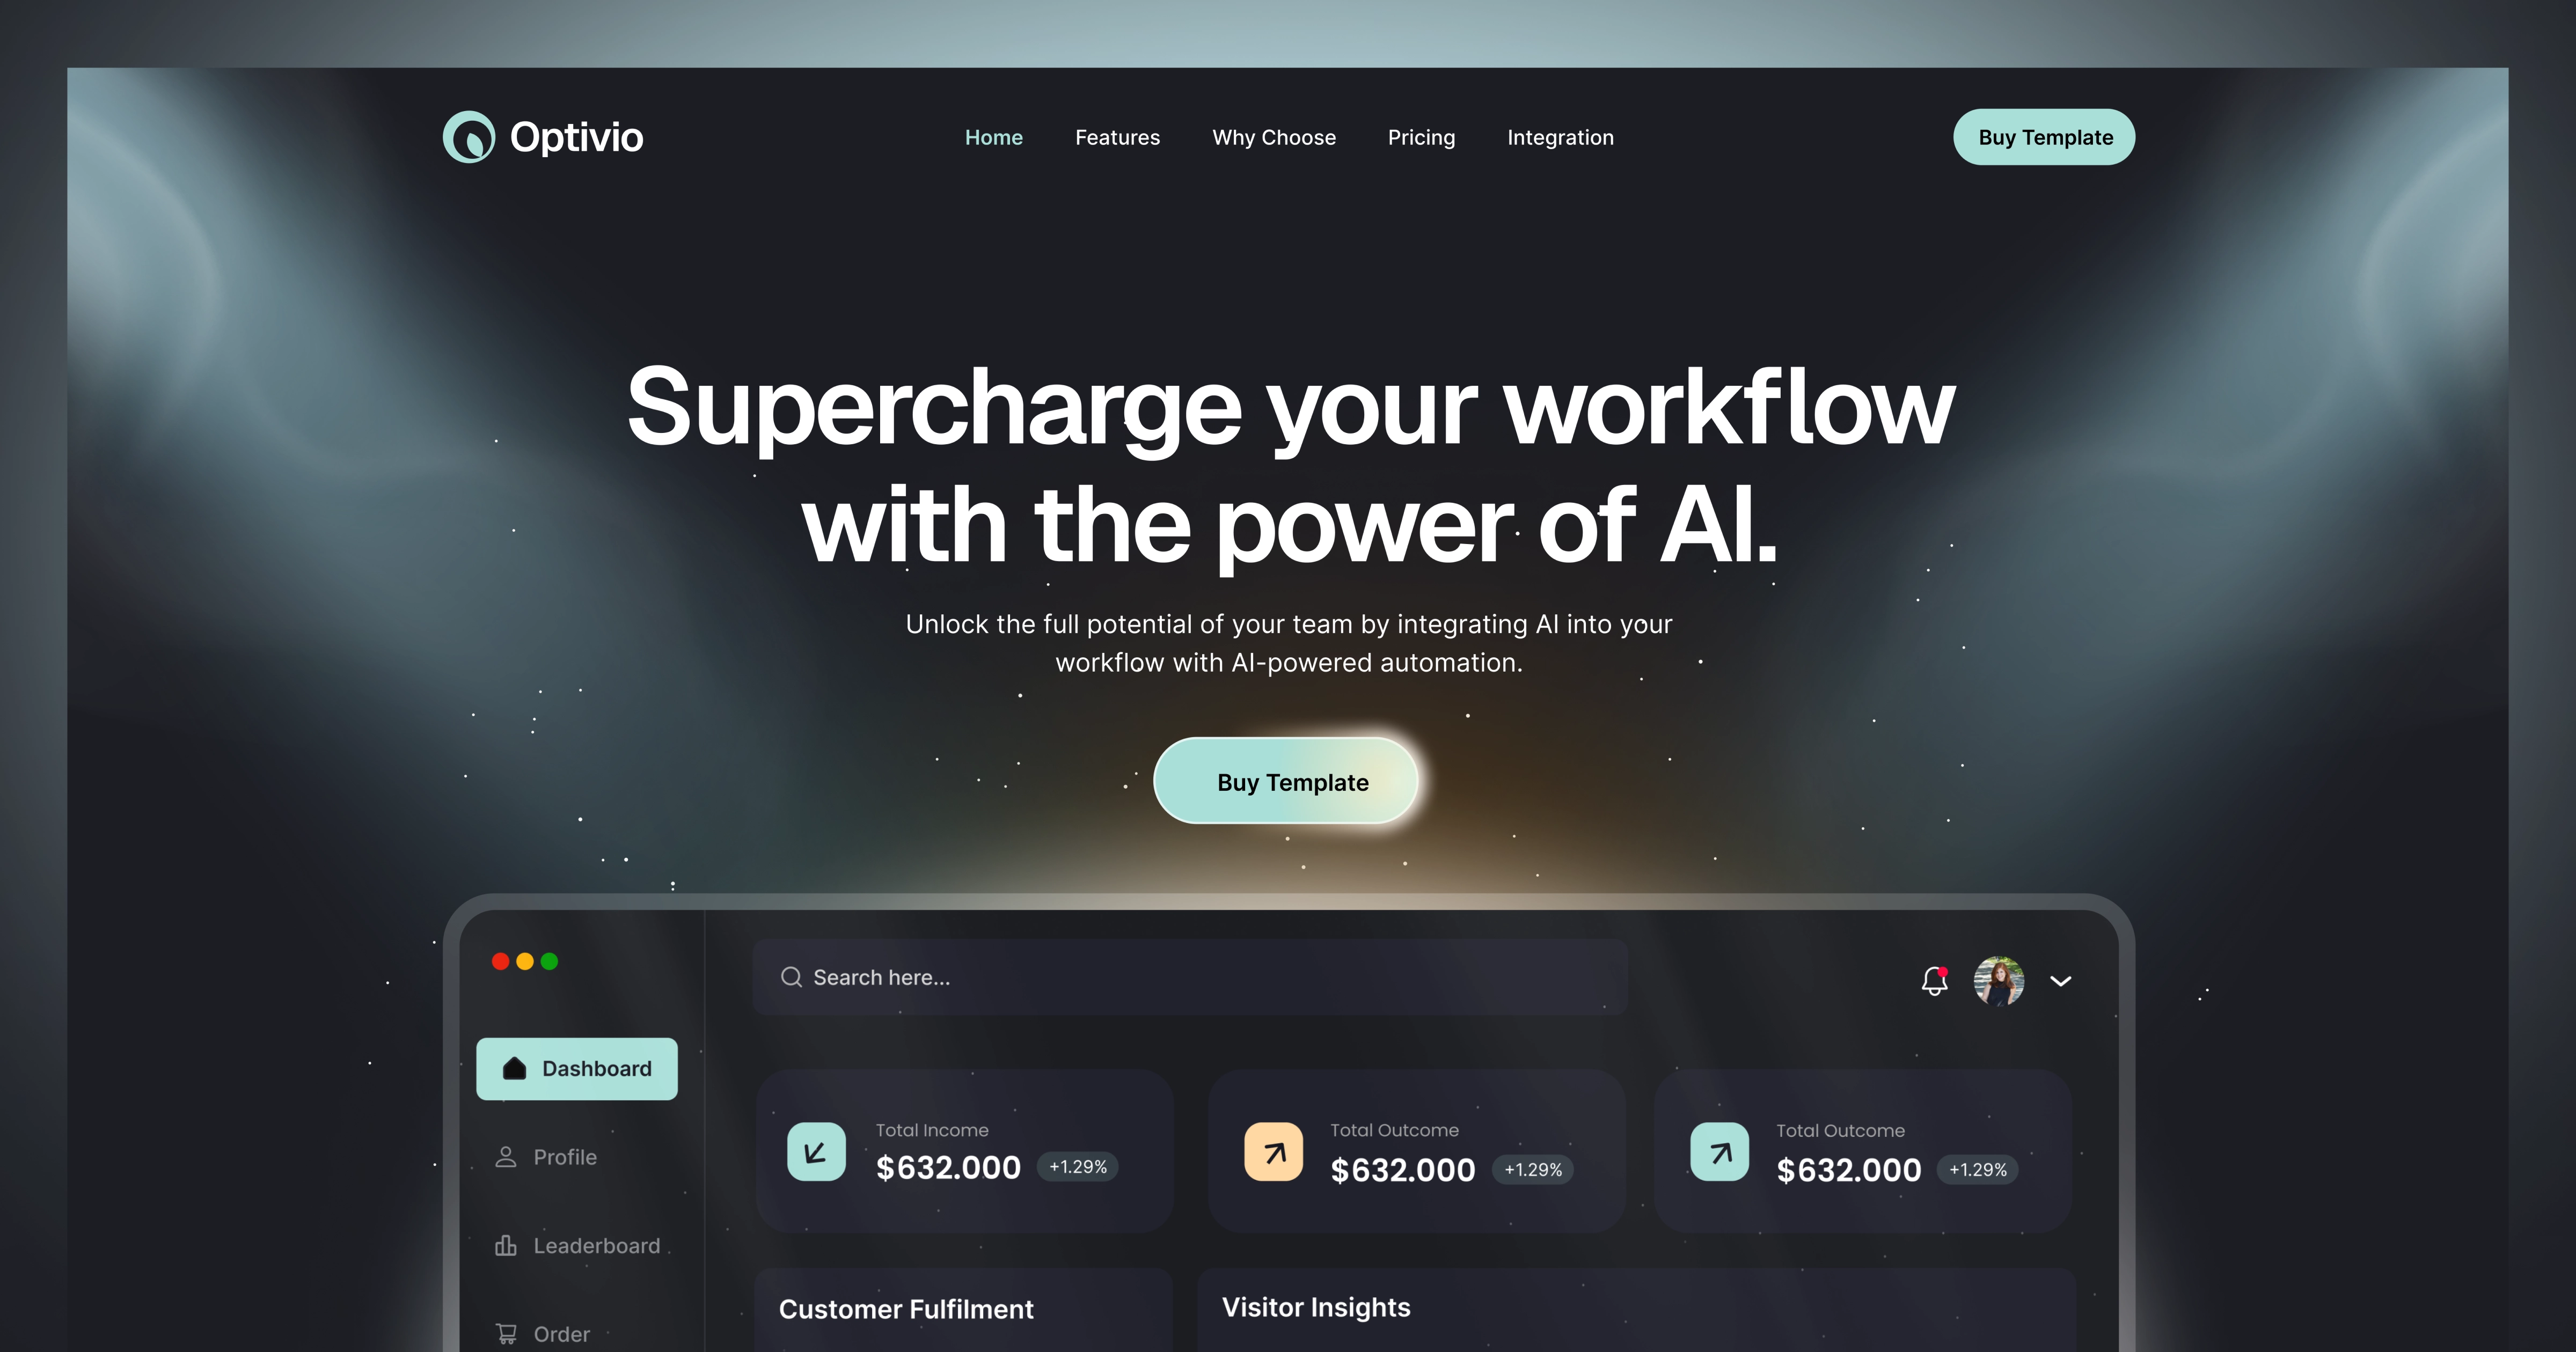 Optivio
Home Features Why Choose Pricing Integration
Buy Template
Supercharge your workflow
with the power of AI.
Unlock the full potential of your team by integrating AI into your
workflow with AI-powered automation.
Buy Template
Search here...
Dashboard
Profile
Leaderboard
Order
Total Income
$632.000 +1.29%
Total Outcome
$632.000 +1.29%
Total Outcome
$632.000 +1.29%
Customer Fulfilment
Visitor Insights